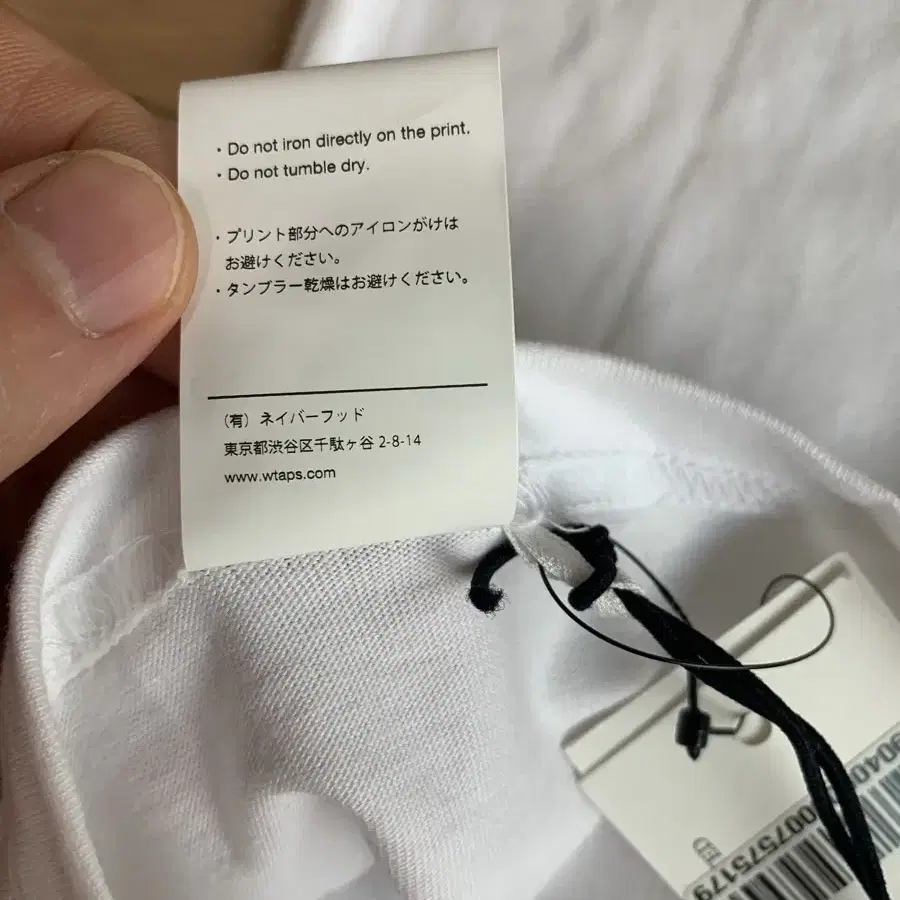 ・Do not iron directly on the print.
・Do not tumble dry.
・プリント部分へのアイロンがけは
お避けください。
・タンブラー乾燥はお避けください。
(有) ネイバーフッド
東京都渋谷区千駄ヶ谷 2-8-14
www.wtaps.com
007575179